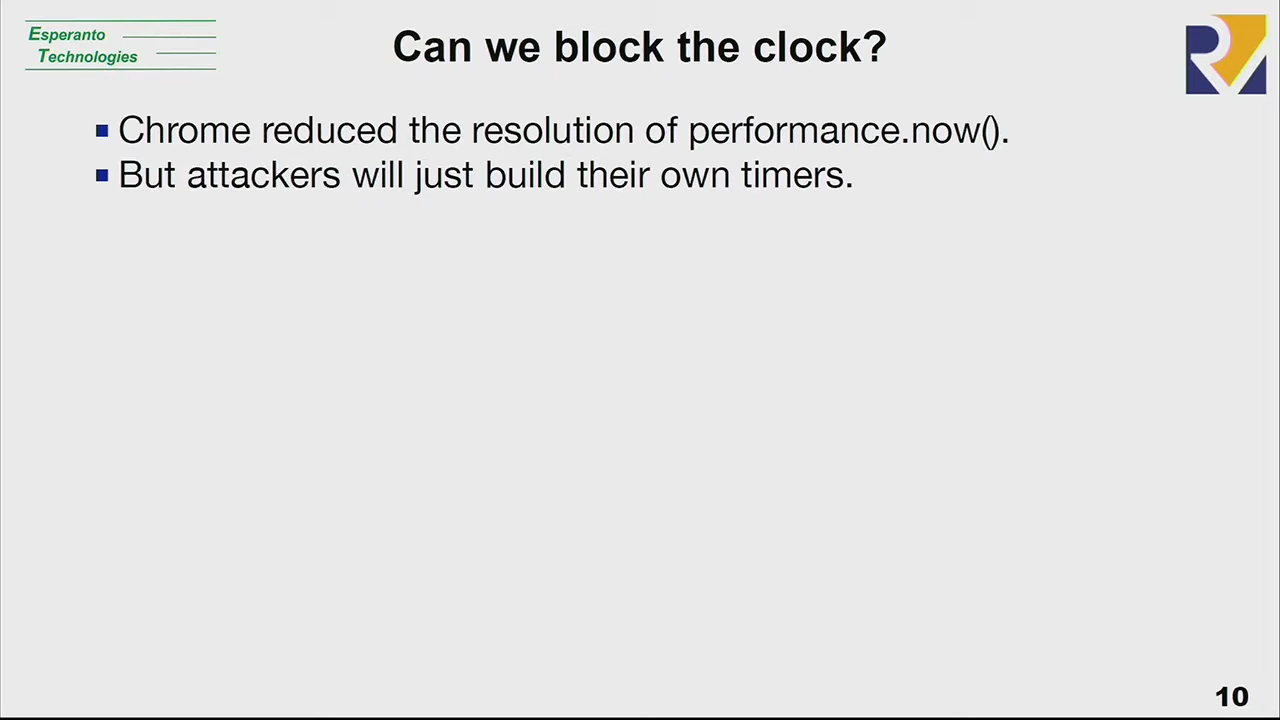 Esperanto
Technologies
Can we block the clock?
Chrome reduced the resolution of performance.now().
But attackers will just build their own timers.
10